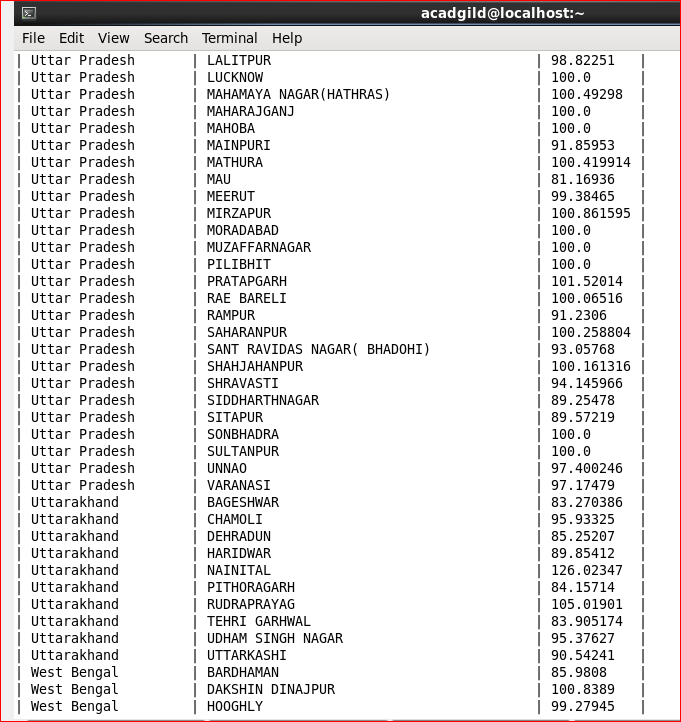 acadgild@localhost:~
File Edit View Search Terminal Help
| Uttar Pradesh | LALITPUR | 98.82251 |
| Uttar Pradesh | LUCKNOW | 100.0 |
| Uttar Pradesh | MAHAMAYA NAGAR(HATHRAS) | 100.49298 |
| Uttar Pradesh | MAHARAJGANJ | 100.0 |
| Uttar Pradesh | MAHOBA | 100.0 |
| Uttar Pradesh | MAINPURI | 91.85953 |
| Uttar Pradesh | MATHURA | 100.419914 |
| Uttar Pradesh | MAU | 81.16936 |
| Uttar Pradesh | MEERUT | 99.38465 |
| Uttar Pradesh | MIRZAPUR | 100.861595 |
| Uttar Pradesh | MORADABAD | 100.0 |
| Uttar Pradesh | MUZAFFARNAGAR | 100.0 |
| Uttar Pradesh | PILIBHIT | 100.0 |
| Uttar Pradesh | PRATAPGARH | 101.52014 |
| Uttar Pradesh | RAE BARELI | 100.06516 |
| Uttar Pradesh | RAMPUR | 91.2306 |
| Uttar Pradesh | SAHARANPUR | 100.258804 |
| Uttar Pradesh | SANT RAVIDAS NAGAR( BHADOHI) | 93.05768 |
| Uttar Pradesh | SHAHJAHANPUR | 100.161316 |
| Uttar Pradesh | SHRAVASTI | 94.145966 |
| Uttar Pradesh | SIDDHARTHNAGAR | 89.25478 |
| Uttar Pradesh | SITAPUR | 89.57219 |
| Uttar Pradesh | SONBHADRA | 100.0 |
| Uttar Pradesh | SULTANPUR | 100.0 |
| Uttar Pradesh | UNNAO | 97.400246 |
| Uttar Pradesh | VARANASI | 97.17479 |
| Uttarakhand | BAGESHWAR | 83.270386 |
| Uttarakhand | CHAMOLI | 95.93325 |
| Uttarakhand | DEHRADUN | 85.25207 |
| Uttarakhand | HARIDWAR | 89.85412 |
| Uttarakhand | NAINITAL | 126.02347 |
| Uttarakhand | PITHORAGARH | 84.15714 |
| Uttarakhand | RUDRAPRAYAG | 105.01901 |
| Uttarakhand | TEHRI GARHWAL | 83.905174 |
| Uttarakhand | UDHAM SINGH NAGAR | 95.37627 |
| Uttarakhand | UTTARKASHI | 90.54241 |
| West Bengal | BARDHAMAN | 85.9808 |
| West Bengal | DAKSHIN DINAJPUR | 100.8389 |
| West Bengal | HOOGHLY | 99.27945 |